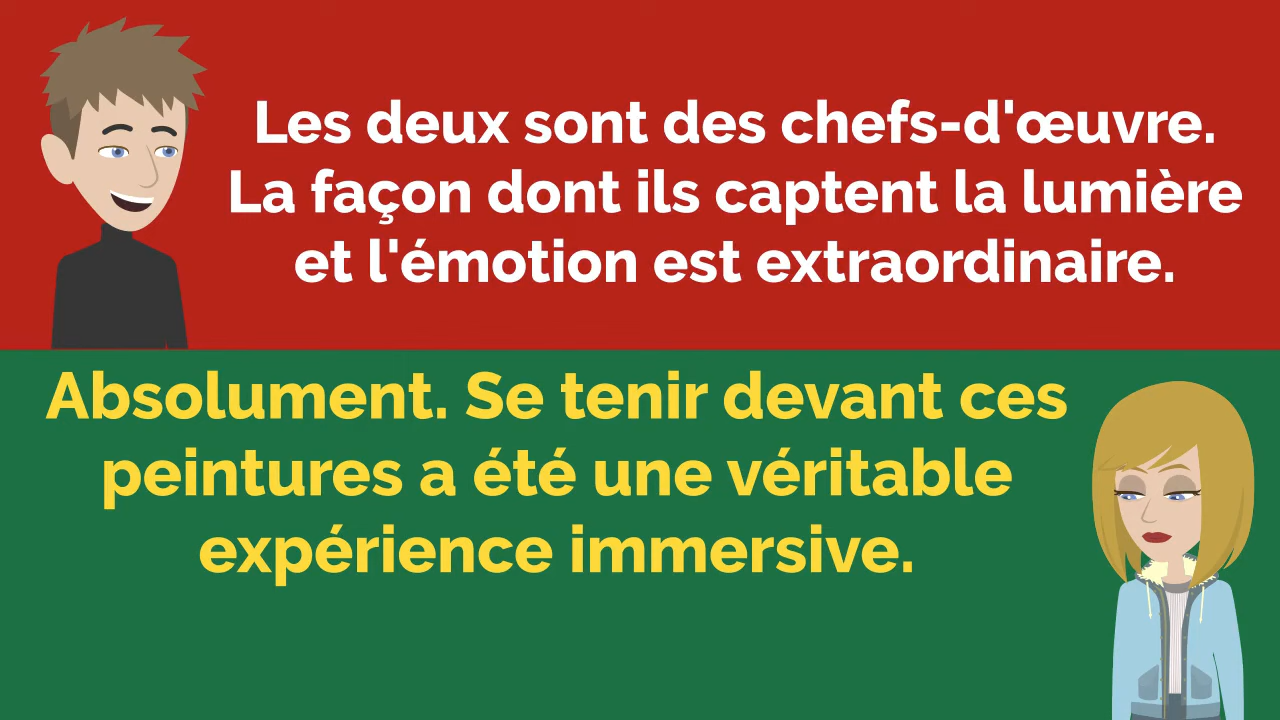 Les deux sont des chefs-d'œuvre.
La façon dont ils captent la lumière
et l'émotion est extraordinaire.
Absolument. Se tenir devant ces
peintures a été une véritable
expérience immersive.